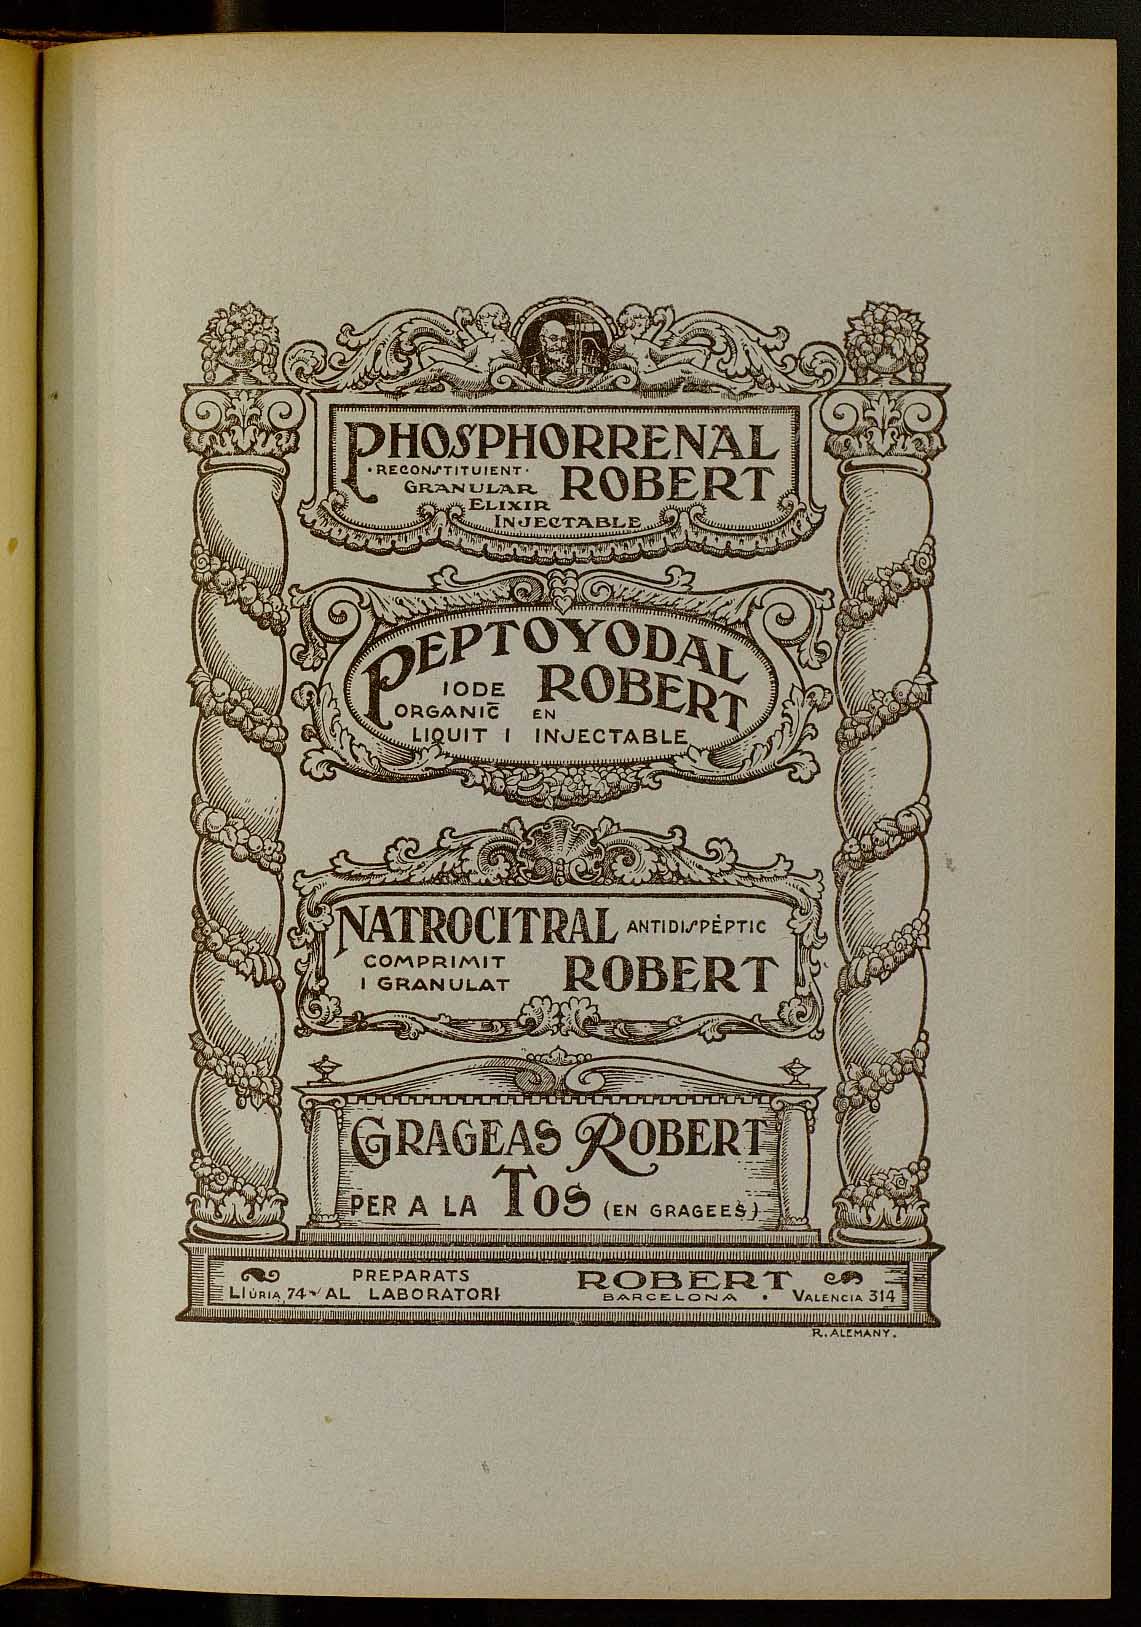 PHOSPHORRENAL
·RECONSTITUIENT· ROBERT
GRANULAR
ELIXIR
INJECTABLE
PEPTOYODAL
IODE ROBERT
ORGANIC EN
LIQUIT I INJECTABLE
NATROCITRAL ANTIDISPÈPTIC
COMPRIMIT ROBERT
I GRANULAT
GRAGEAS ROBERT
PER A LA TOS (EN GRAGEES)
PREPARATS ROBERT
LLÚRIA, 74 AL LABORATORI BARCELONA · VALENCIA 314
R. ALEMANY.